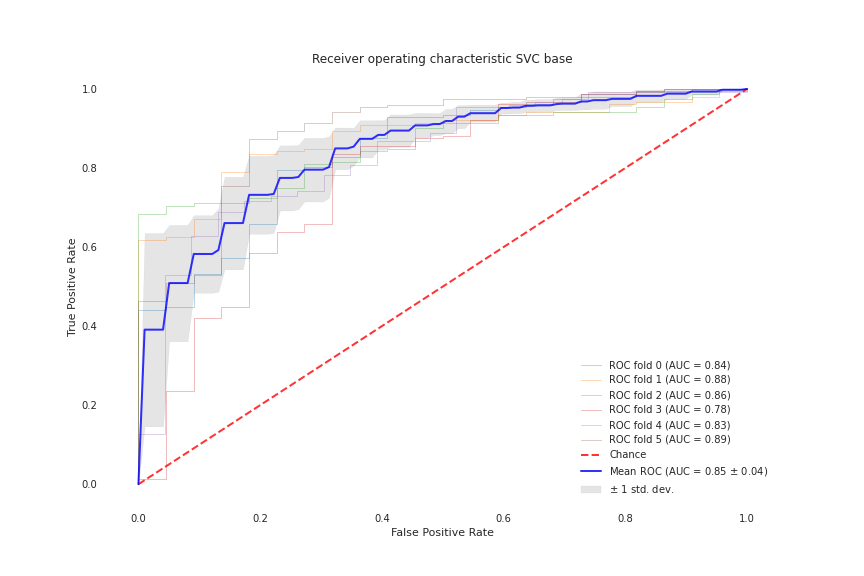 Receiver operating characteristic SVC base
1.0
0.8
0.6
0.4
0.2
0.0
True Positive Rate
ROC fold 0 (AUC = 0.84)
ROC fold 1 (AUC = 0.88)
ROC fold 2 (AUC = 0.86)
ROC fold 3 (AUC = 0.78)
ROC fold 4 (AUC = 0.83)
ROC fold 5 (AUC = 0.89)
Chance
Mean ROC (AUC = 0.85 ± 0.04)
± 1 std. dev.
0.0 0.2 0.4 0.6 0.8 1.0
False Positive Rate